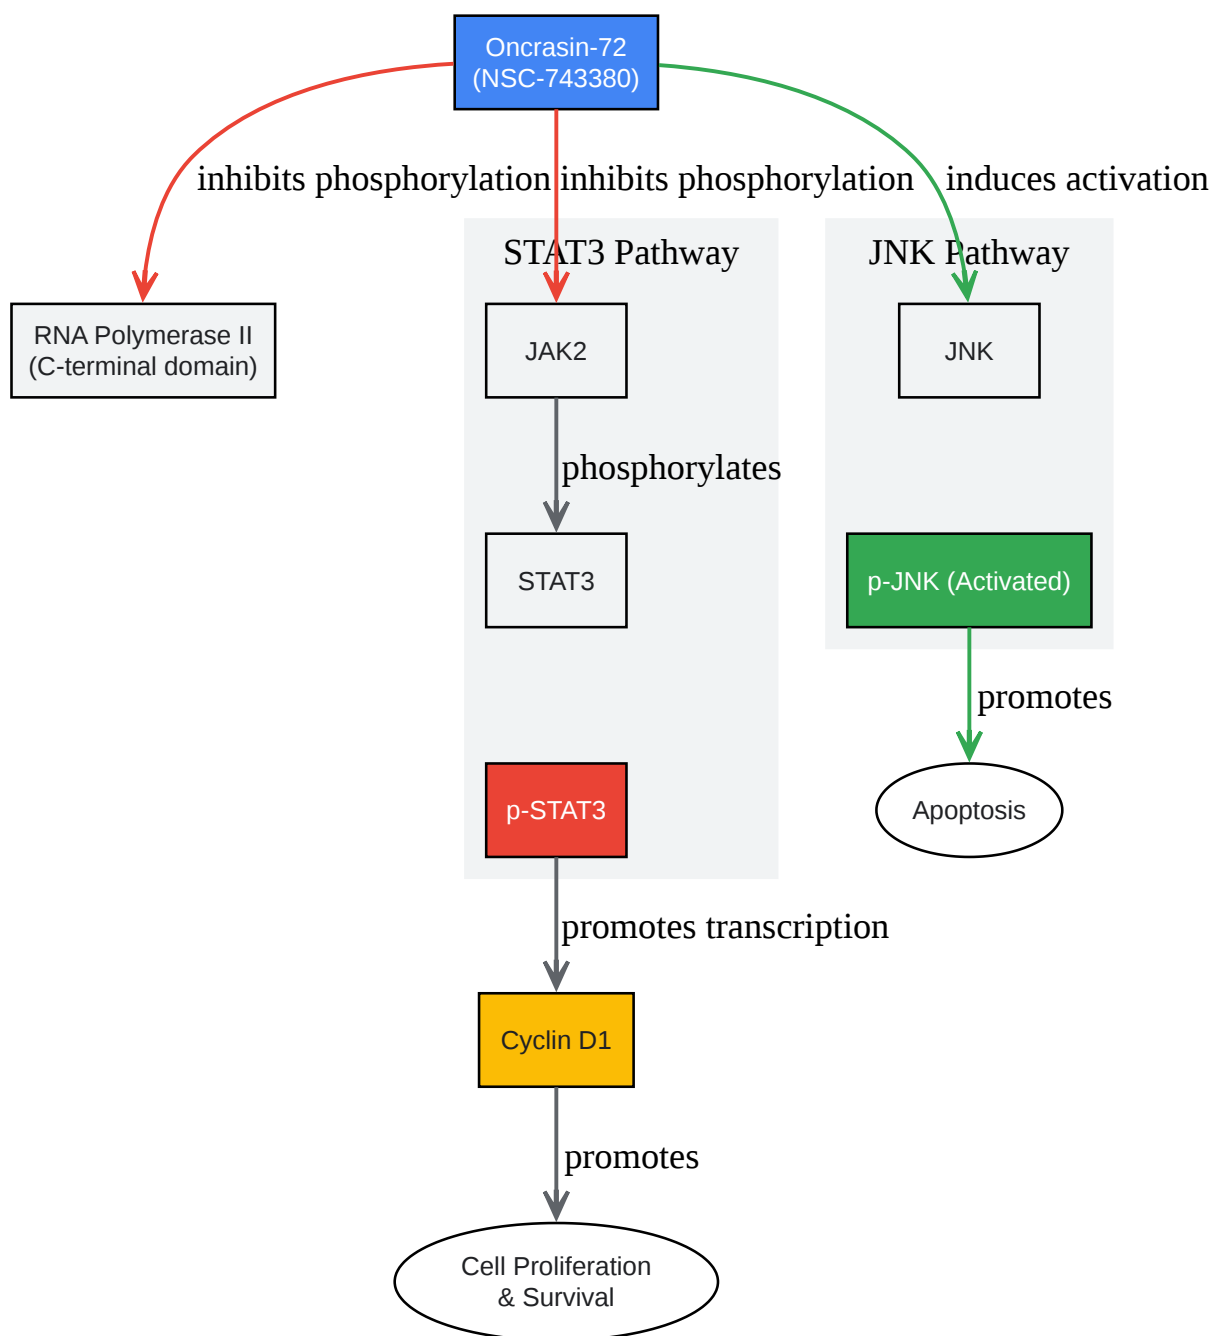 Oncrasin-72
(NSC-743380)
inhibits phosphorylation
inhibits phosphorylation
induces activation
STAT3 Pathway
JNK Pathway
RNA Polymerase II
(C-terminal domain)
JAK2
JNK
phosphorylates
STAT3
p-JNK (Activated)
promotes
p-STAT3
Apoptosis
promotes transcription
Cyclin D1
promotes
Cell Proliferation
& Survival